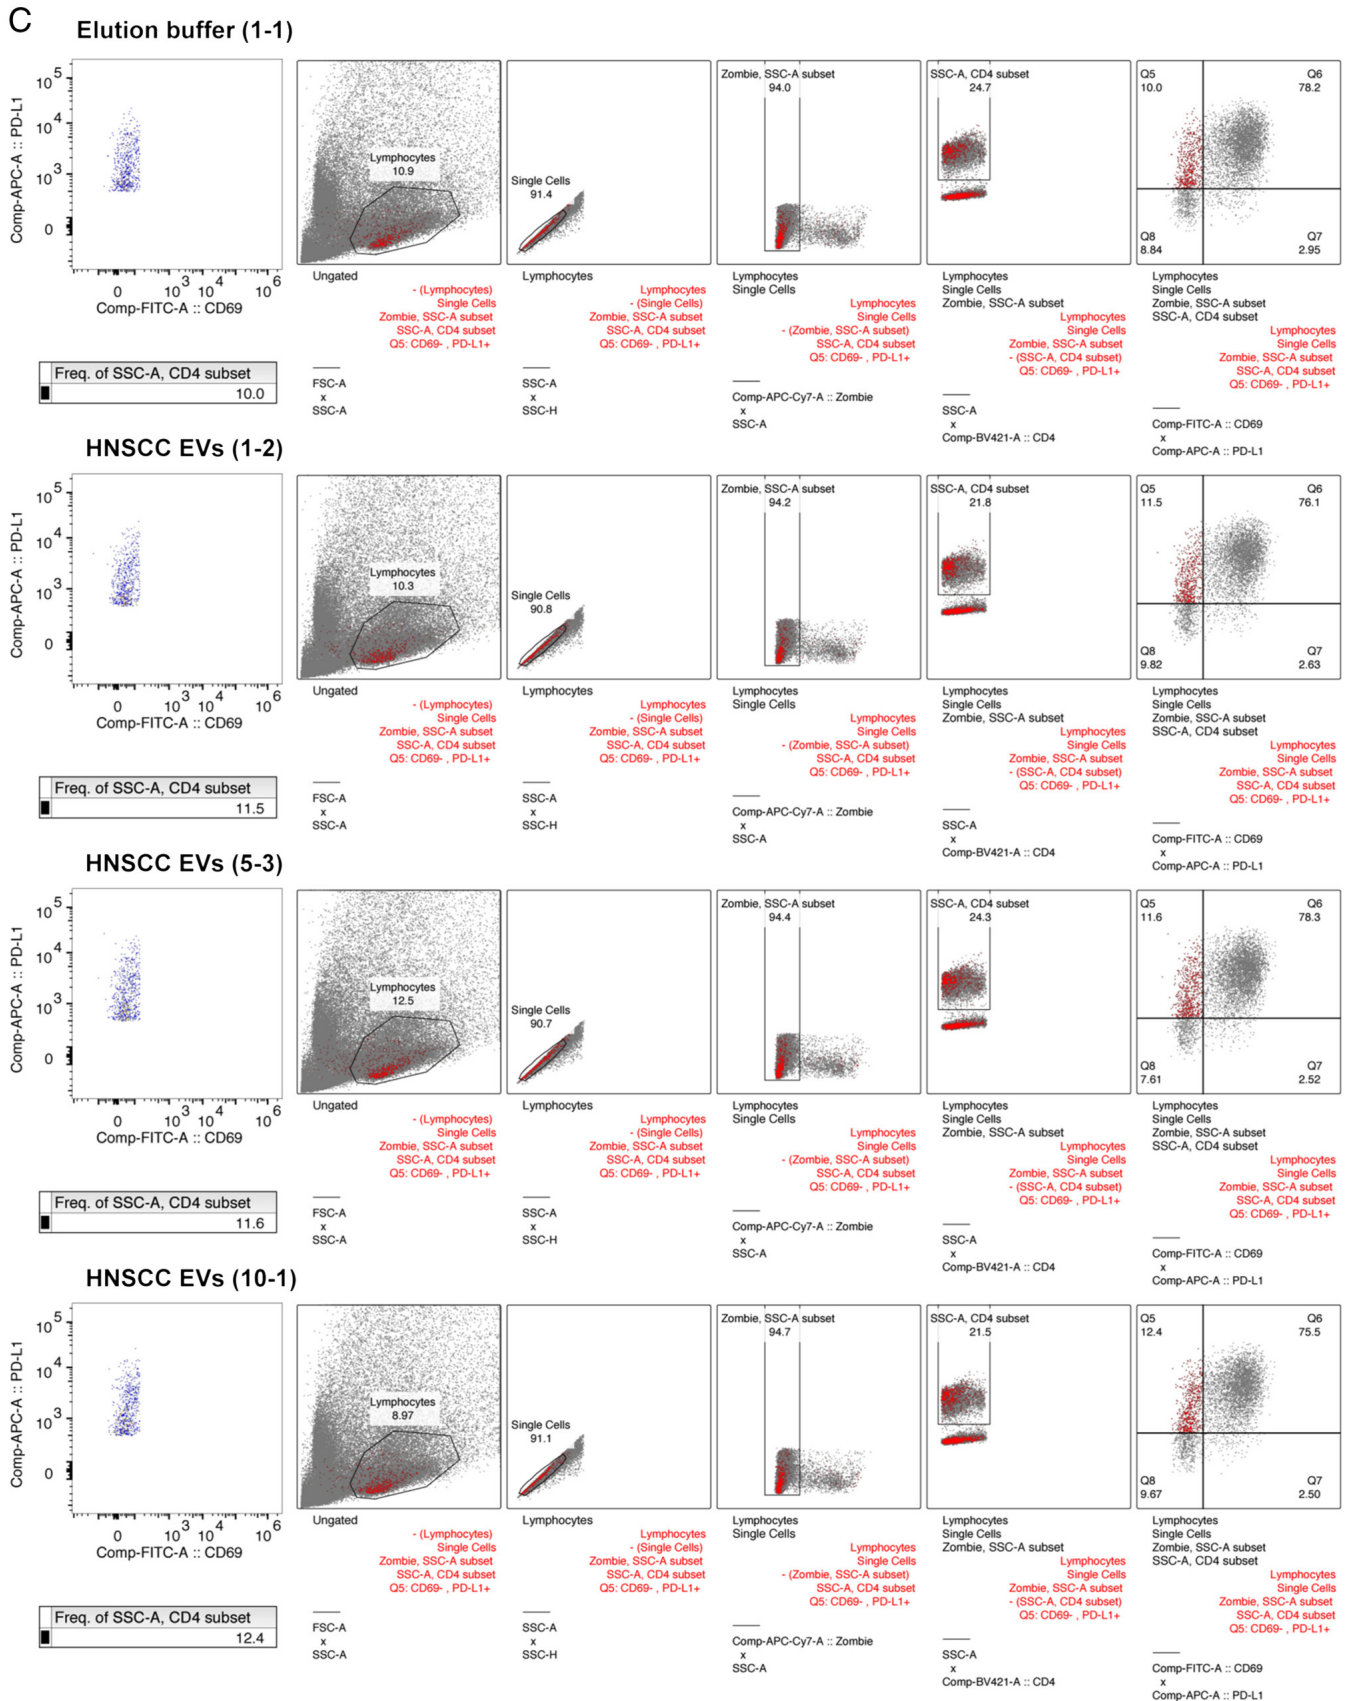 C
Elution buffer (1-1)
Comp-APC-A :: PD-L1
10^5
10^4
10^3
0
0 10^3 10^4 10^6
Comp-FITC-A :: CD69
Freq. of SSC-A, CD4 subset
10.0
Lymphocytes
10.9
Ungated
- (Lymphocytes)
Single Cells
Zombie, SSC-A subset
SSC-A, CD4 subset
Q5: CD69- , PD-L1+
FSC-A
x
SSC-A
Single Cells
91.4
Lymphocytes
Lymphocytes
- (Single Cells)
Zombie, SSC-A subset
SSC-A, CD4 subset
Q5: CD69- , PD-L1+
SSC-A
x
SSC-H
Zombie, SSC-A subset
94.0
Lymphocytes
Single Cells
Lymphocytes
Single Cells
- (Zombie, SSC-A subset)
SSC-A, CD4 subset
Q5: CD69- , PD-L1+
Comp-APC-Cy7-A :: Zombie
x
SSC-A
SSC-A, CD4 subset
24.7
Lymphocytes
Single Cells
Zombie, SSC-A subset
Lymphocytes
Single Cells
Zombie, SSC-A subset
- (SSC-A, CD4 subset)
Q5: CD69- , PD-L1+
SSC-A
x
Comp-BV421-A :: CD4
Q5
10.0
Q6
78.2
Q8
8.84
Q7
2.95
Lymphocytes
Single Cells
Zombie, SSC-A subset
SSC-A, CD4 subset
Lymphocytes
Single Cells
Zombie, SSC-A subset
SSC-A, CD4 subset
Q5: CD69- , PD-L1+
Comp-FITC-A :: CD69
x
Comp-APC-A :: PD-L1
HNSCC EVs (1-2)
Comp-APC-A :: PD-L1
10^5
10^4
10^3
0
0 10^3 10^4 10^6
Comp-FITC-A :: CD69
Freq. of SSC-A, CD4 subset
11.5
Lymphocytes
10.3
Ungated
- (Lymphocytes)
Single Cells
Zombie, SSC-A subset
SSC-A, CD4 subset
Q5: CD69- , PD-L1+
FSC-A
x
SSC-A
Single Cells
90.8
Lymphocytes
Lymphocytes
- (Single Cells)
Zombie, SSC-A subset
SSC-A, CD4 subset
Q5: CD69- , PD-L1+
SSC-A
x
SSC-H
Zombie, SSC-A subset
94.2
Lymphocytes
Single Cells
Lymphocytes
Single Cells
- (Zombie, SSC-A subset)
SSC-A, CD4 subset
Q5: CD69- , PD-L1+
Comp-APC-Cy7-A :: Zombie
x
SSC-A
SSC-A, CD4 subset
21.8
Lymphocytes
Single Cells
Zombie, SSC-A subset
Lymphocytes
Single Cells
Zombie, SSC-A subset
- (SSC-A, CD4 subset)
Q5: CD69- , PD-L1+
SSC-A
x
Comp-BV421-A :: CD4
Q5
11.5
Q6
76.1
Q8
9.82
Q7
2.63
Lymphocytes
Single Cells
Zombie, SSC-A subset
SSC-A, CD4 subset
Lymphocytes
Single Cells
Zombie, SSC-A subset
SSC-A, CD4 subset
Q5: CD69- , PD-L1+
Comp-FITC-A :: CD69
x
Comp-APC-A :: PD-L1
HNSCC EVs (5-3)
Comp-APC-A :: PD-L1
10^5
10^4
10^3
0
0 10^3 10^4 10^6
Comp-FITC-A :: CD69
Freq. of SSC-A, CD4 subset
11.6
Lymphocytes
12.5
Ungated
- (Lymphocytes)
Single Cells
Zombie, SSC-A subset
SSC-A, CD4 subset
Q5: CD69- , PD-L1+
FSC-A
x
SSC-A
Single Cells
90.7
Lymphocytes
Lymphocytes
- (Single Cells)
Zombie, SSC-A subset
SSC-A, CD4 subset
Q5: CD69- , PD-L1+
SSC-A
x
SSC-H
Zombie, SSC-A subset
94.4
Lymphocytes
Single Cells
Lymphocytes
Single Cells
- (Zombie, SSC-A subset)
SSC-A, CD4 subset
Q5: CD69- , PD-L1+
Comp-APC-Cy7-A :: Zombie
x
SSC-A
SSC-A, CD4 subset
24.3
Lymphocytes
Single Cells
Zombie, SSC-A subset
Lymphocytes
Single Cells
Zombie, SSC-A subset
- (SSC-A, CD4 subset)
Q5: CD69- , PD-L1+
SSC-A
x
Comp-BV421-A :: CD4
Q5
11.6
Q6
78.3
Q8
7.61
Q7
2.52
Lymphocytes
Single Cells
Zombie, SSC-A subset
SSC-A, CD4 subset
Lymphocytes
Single Cells
Zombie, SSC-A subset
SSC-A, CD4 subset
Q5: CD69- , PD-L1+
Comp-FITC-A :: CD69
x
Comp-APC-A :: PD-L1
HNSCC EVs (10-1)
Comp-APC-A :: PD-L1
10^5
10^4
10^3
0
0 10^3 10^4 10^6
Comp-FITC-A :: CD69
Freq. of SSC-A, CD4 subset
12.4
Lymphocytes
8.97
Ungated
- (Lymphocytes)
Single Cells
Zombie, SSC-A subset
SSC-A, CD4 subset
Q5: CD69- , PD-L1+
FSC-A
x
SSC-A
Single Cells
91.1
Lymphocytes
Lymphocytes
- (Single Cells)
Zombie, SSC-A subset
SSC-A, CD4 subset
Q5: CD69- , PD-L1+
SSC-A
x
SSC-H
Zombie, SSC-A subset
94.7
Lymphocytes
Single Cells
Lymphocytes
Single Cells
- (Zombie, SSC-A subset)
SSC-A, CD4 subset
Q5: CD69- , PD-L1+
Comp-APC-Cy7-A :: Zombie
x
SSC-A
SSC-A, CD4 subset
21.5
Lymphocytes
Single Cells
Zombie, SSC-A subset
Lymphocytes
Single Cells
Zombie, SSC-A subset
- (SSC-A, CD4 subset)
Q5: CD69- , PD-L1+
SSC-A
x
Comp-BV421-A :: CD4
Q5
12.4
Q6
75.5
Q8
9.67
Q7
2.50
Lymphocytes
Single Cells
Zombie, SSC-A subset
SSC-A, CD4 subset
Lymphocytes
Single Cells
Zombie, SSC-A subset
SSC-A, CD4 subset
Q5: CD69- , PD-L1+
Comp-FITC-A :: CD69
x
Comp-APC-A :: PD-L1